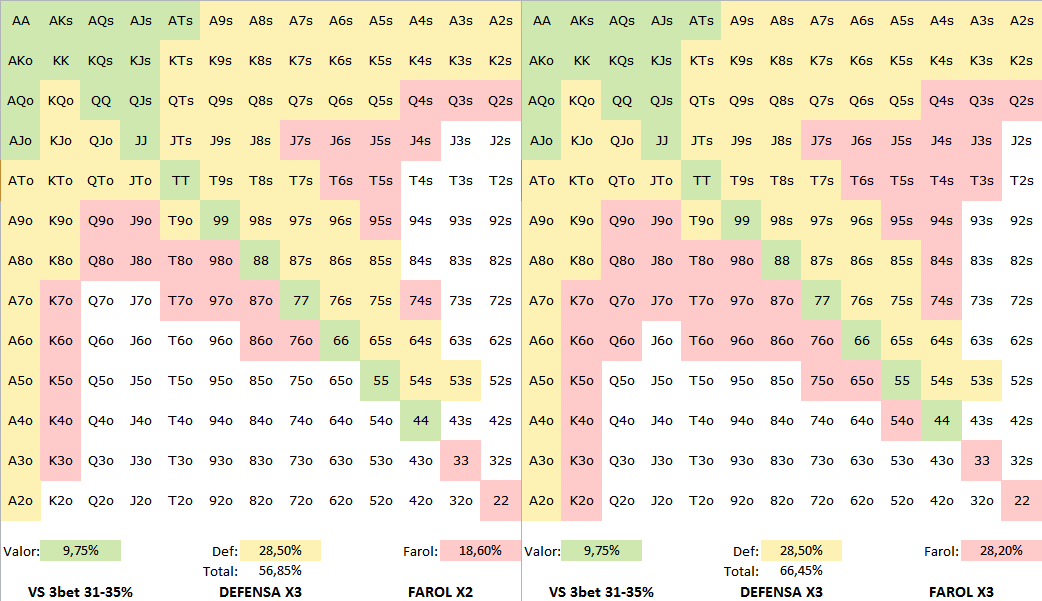 AA AKs AQs AJs ATs A9s A8s A7s A6s A5s A4s A3s A2s AA AKs AQs AJs ATs A9s A8s A7s A6s A5s A4s A3s A2s
AKo KK KQs KJs KTs K9s K8s K7s K6s K5s K4s K3s K2s AKo KK KQs KJs KTs K9s K8s K7s K6s K5s K4s K3s K2s
AQo KQo QQ QJs QTs Q9s Q8s Q7s Q6s Q5s Q4s Q3s Q2s AQo KQo QQ QJs QTs Q9s Q8s Q7s Q6s Q5s Q4s Q3s Q2s
AJo KJo QJo JJ JTs J9s J8s J7s J6s J5s J4s J3s J2s AJo KJo QJo JJ JTs J9s J8s J7s J6s J5s J4s J3s J2s
ATo KTo QTo JTo TT T9s T8s T7s T6s T5s T4s T3s T2s ATo KTo QTo JTo TT T9s T8s T7s T6s T5s T4s T3s T2s
A9o K9o Q9o J9o T9o 99 98s 97s 96s 95s 94s 93s 92s A9o K9o Q9o J9o T9o 99 98s 97s 96s 95s 94s 93s 92s
A8o K8o Q8o J8o T8o 98o 88 87s 86s 85s 84s 83s 82s A8o K8o Q8o J8o T8o 98o 88 87s 86s 85s 84s 83s 82s
A7o K7o Q7o J7o T7o 97o 87o 77 76s 75s 74s 73s 72s A7o K7o Q7o J7o T7o 97o 87o 77 76s 75s 74s 73s 72s
A6o K6o Q6o J6o T6o 96o 86o 76o 66 65s 64s 63s 62s A6o K6o Q6o J6o T6o 96o 86o 76o 66 65s 64s 63s 62s
A5o K5o Q5o J5o T5o 95o 85o 75o 65o 55 54s 53s 52s A5o K5o Q5o J5o T5o 95o 85o 75o 65o 55 54s 53s 52s
A4o K4o Q4o J4o T4o 94o 84o 74o 64o 54o 44 43s 42s A4o K4o Q4o J4o T4o 94o 84o 74o 64o 54o 44 43s 42s
A3o K3o Q3o J3o T3o 93o 83o 73o 63o 53o 43o 33 32s A3o K3o Q3o J3o T3o 93o 83o 73o 63o 53o 43o 33 32s
A2o K2o Q2o J2o T2o 92o 82o 72o 62o 52o 42o 32o 22 A2o K2o Q2o J2o T2o 92o 82o 72o 62o 52o 42o 32o 22
Valor: 9,75% Def: 28,50% Farol: 18,60% Valor: 9,75% Def: 28,50% Farol: 28,20%
Total: 56,85% Total: 66,45%
VS 3bet 31-35% DEFENSA X3 FAROL X2 VS 3bet 31-35% DEFENSA X3 FAROL X3